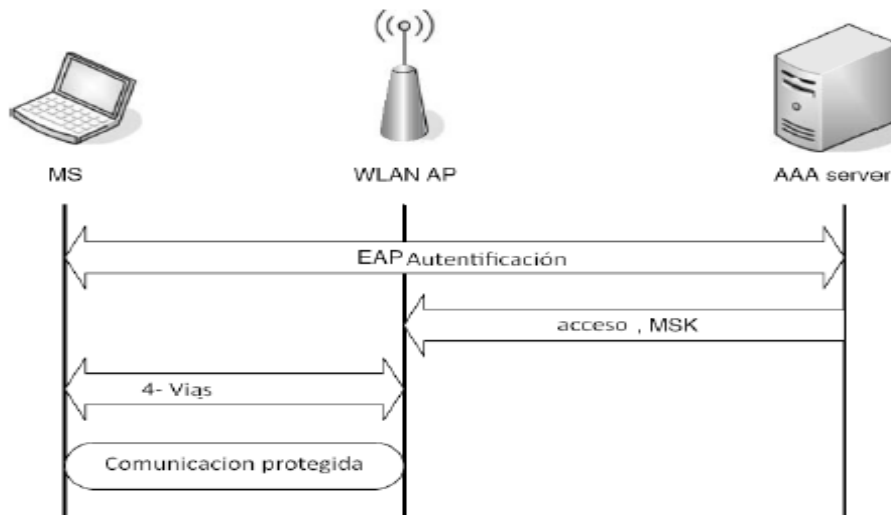 MS
WLAN AP
AAA server
EAP Autentificación
acceso , MSK
4- Vias
Comunicacion protegida